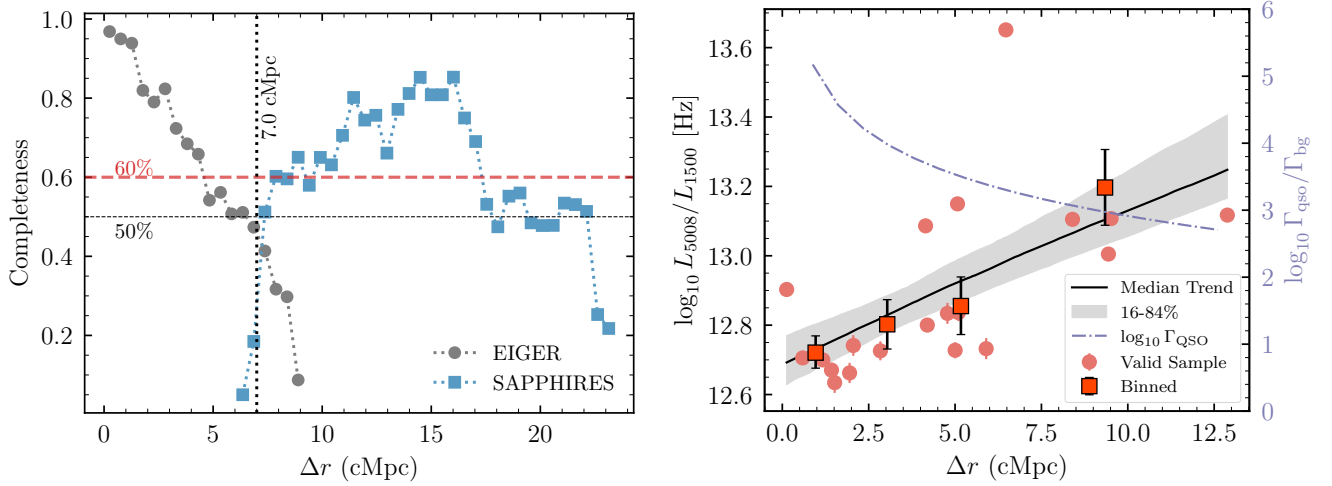 1.0
0.8
0.6
0.4
0.2
Completeness
60%
50%
7.0 cMpc
EIGER
SAPPHIRES
0
5
10
15
20
Δr (cMpc)
13.6
13.4
13.2
13.0
12.8
12.6
log₁₀ L₅₀₀₈/L₁₅₀₀ [Hz]
6
5
4
3
2
1
0
log₁₀ Γqso/Γbg
Median Trend
16-84%
log₁₀ ΓQSO
Valid Sample
Binned
0.0
2.5
5.0
7.5
10.0
12.5
Δr (cMpc)